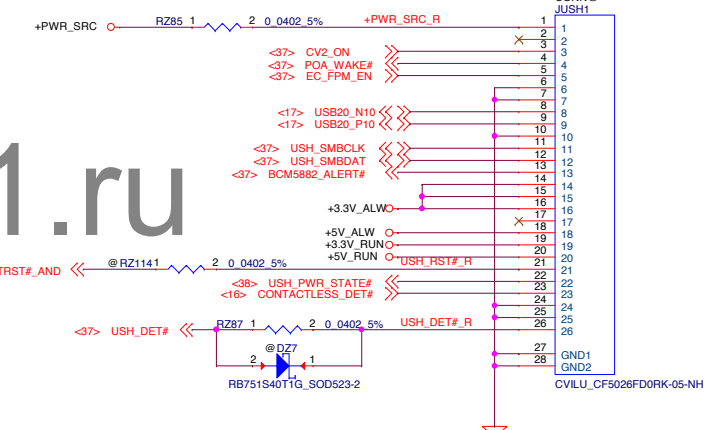 JUSH1
+PWR_SRC RZ85 1 2 0_0402_5% +PWR_SRC_R 1 1
2 2
<37> CV2_ON 3 3
<37> POA_WAKE# 4 4
<37> EC_FPM_EN 5 5
6 6
7 7
<17> USB20_N10 8 8
<17> USB20_P10 9 9
10 10
<37> USH_SMBCLK 11 11
<37> USH_SMBDAT 12 12
<37> BCM5882_ALERT# 13 13
14 14
15 15
+3.3V_ALW 16 16
17 17
+5V_ALW 18 18
+3.3V_RUN 19 19
+5V_RUN 20 20
TRST#_AND @RZ114 1 2 0_0402_5% USH_RST#_R 21 21
<38> USH_PWR_STATE# 22 22
<16> CONTACTLESS_DET# 23 23
24 24
25 25
<37> USH_DET# RZ87 1 2 0_0402_5% USH_DET#_R 26 26
27 GND1
28 GND2
@DZ7
2 1
RB751S40T1G_SOD523-2
CVILU_CF5026FD0RK-05-NH
1.ru